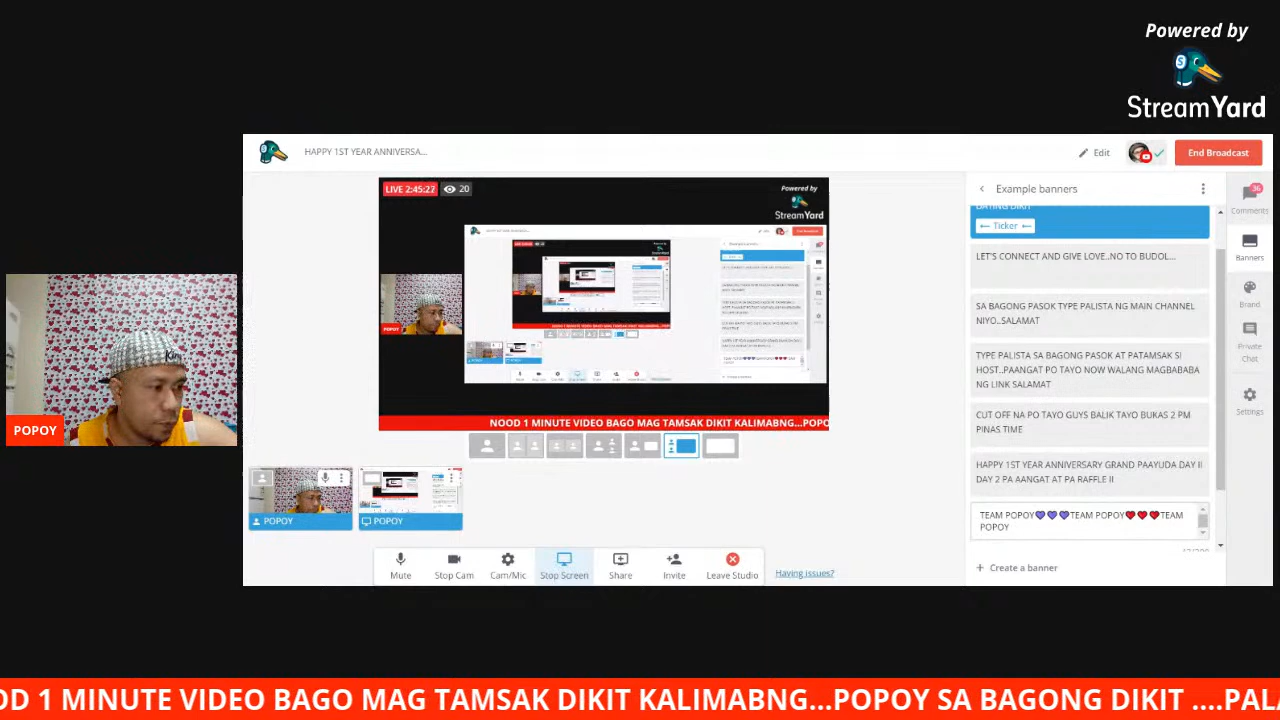 Powered by
StreamYard
HAPPY 1ST YEAR ANNIVERSA...
Edit
End Broadcast
LIVE 2:45:27
20
Powered by
StreamYard
POPOY
NOOD 1 MINUTE VIDEO BAGO MAG TAMSAK DIKIT KALIMABNG...POPO
POPOY
POPOY
POPOY
Mute
Stop Cam
Cam/Mic
Stop Screen
Share
Invite
Leave Studio
Having issues?
Example banners
DATING DIKIT
Ticker
LET'S CONNECT AND GIVE LOVE..NO TO BUDOL...
SA BAGONG PASOK TYPE PALISTA NG MAIN CHANNEL
NIYO..SALAMAT
TYPE PALISTA SA BAGONG PASOK AT PATAMSAK SI
HOST..PAANGAT PO TAYO NOW WALANG MAGBABABA
NG LINK SALAMAT
CUT OFF NA PO TAYO GUYS BALIK TAYO BUKAS 2 PM
PINAS TIME
HAPPY 1ST YEAR ANNIVERSARY GRAND PAAYUDA DAY II
DAY 2 PA AANGAT AT PA RAFFLE II
TEAM POPOY💜💜💜TEAM POPOY❤❤❤TEAM
POPOY
Create a banner
36
Comments
Banners
Brand
Private
Chat
Settings
OD 1 MINUTE VIDEO BAGO MAG TAMSAK DIKIT KALIMABNG...POPOY SA BAGONG DIKIT ....PALA